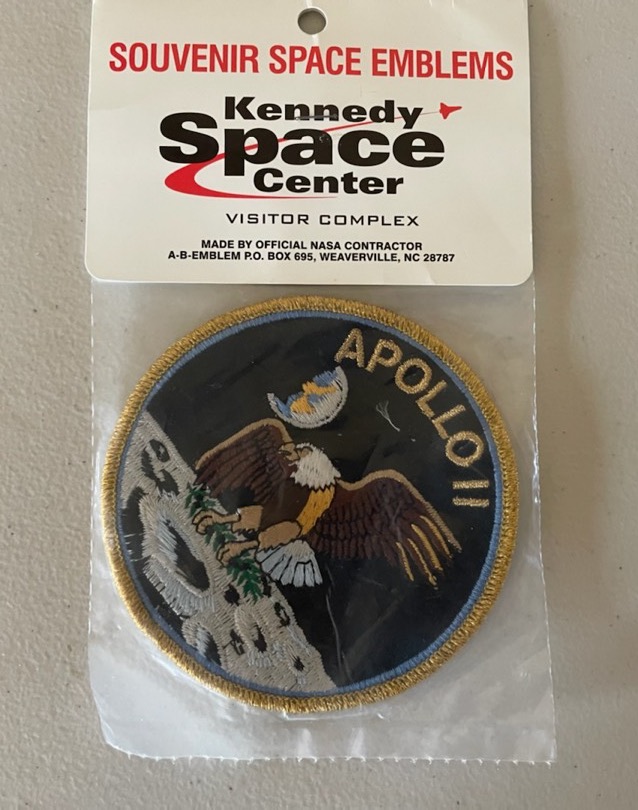 SOUVENIR SPACE EMBLEMS
Kennedy
Space
Center
VISITOR COMPLEX
MADE BY OFFICIAL NASA CONTRACTOR
A-B-EMBLEM P.O. BOX 695, WEAVERVILLE, NC 28787
APOLLO 11